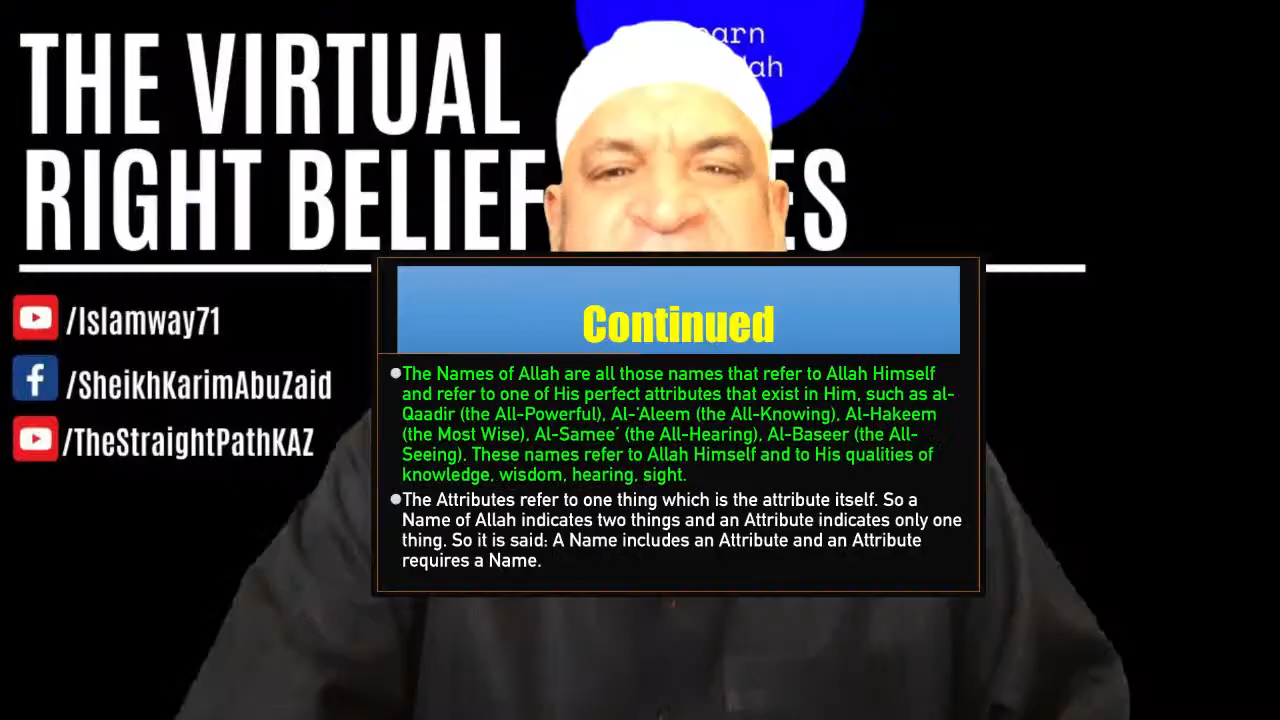 THE VIRTUAL
RIGHT BELIEF
/Islamway71
/SheikhKarimAbuZaid
/TheStraightPathKAZ
Continued
The Names of Allah are all those names that refer to Allah Himself
and refer to one of His perfect attributes that exist in Him, such as al-
Qaadir (the All-Powerful), Al-‘Aleem (the All-Knowing), Al-Hakeem
(the Most Wise), Al-Samee’ (the All-Hearing), Al-Baseer (the All-
Seeing). These names refer to Allah Himself and to His qualities of
knowledge, wisdom, hearing, sight.
The Attributes refer to one thing which is the attribute itself. So a
Name of Allah indicates two things and an Attribute indicates only one
thing. So it is said: A Name includes an Attribute and an Attribute
requires a Name.